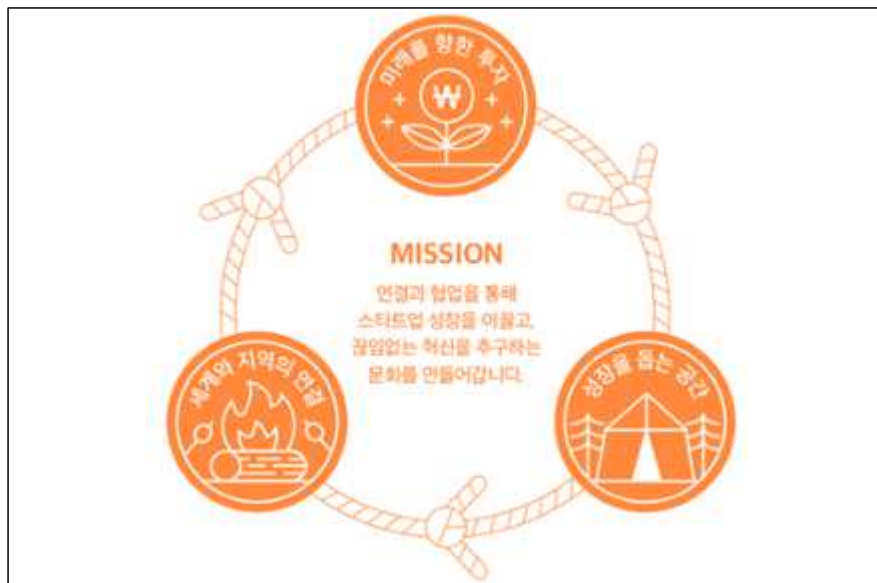 미래를 향한 투자
₩
MISSION
연결과 협업을 통해
스타트업 성장을 이끌고,
끊임없는 혁신을 추구하는
문화를 만들어갑니다.
세계와 지역의 연결
성장을 돕는 공간